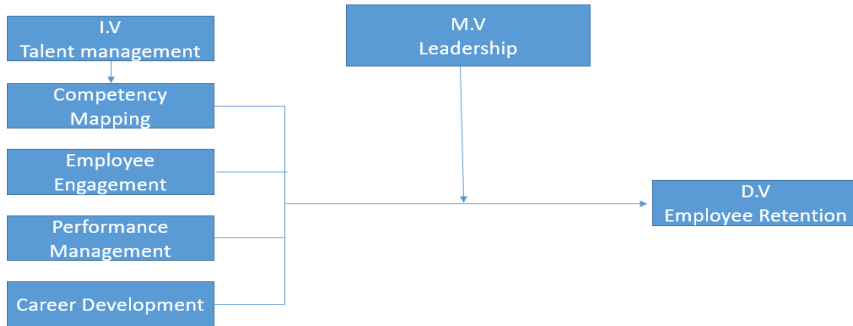 I.V
Talent management
M.V
Leadership
Competency
Mapping
Employee
Engagement
D.V
Employee Retention
Performance
Management
Career Development